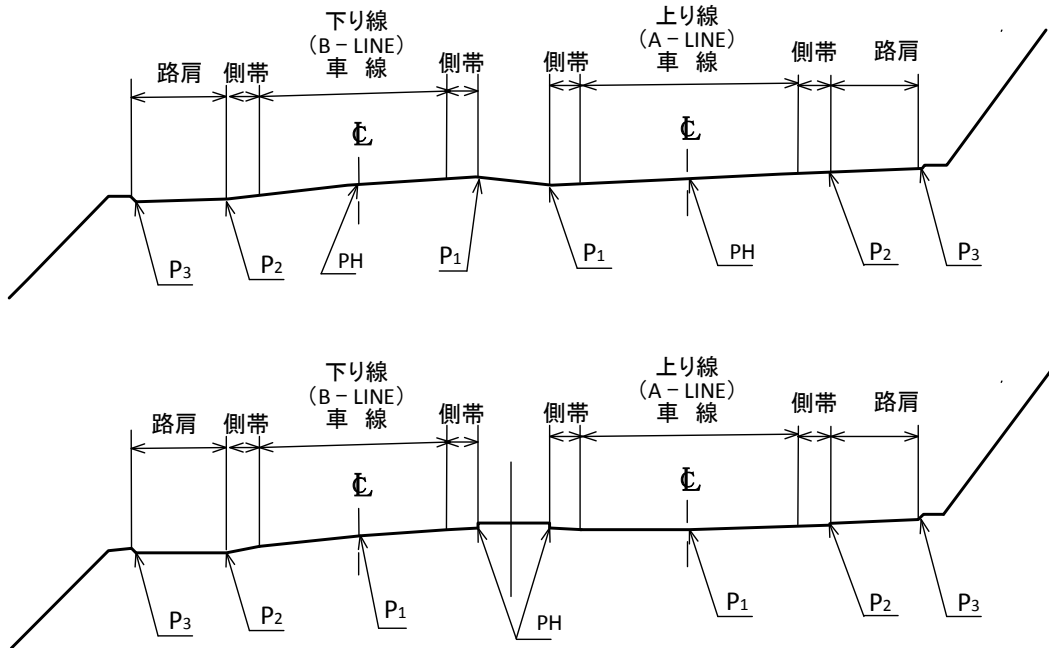 下り線
(B－LINE)
車 線
上り線
(A－LINE)
車 線
路肩 側帯 側帯 側帯 側帯 路肩
℄ ℄
P3 P2 PH P1 P1 PH P2 P3
下り線
(B－LINE)
車 線
上り線
(A－LINE)
車 線
路肩 側帯 側帯 側帯 側帯 路肩
℄ ℄
P3 P2 P1 PH P1 P2 P3